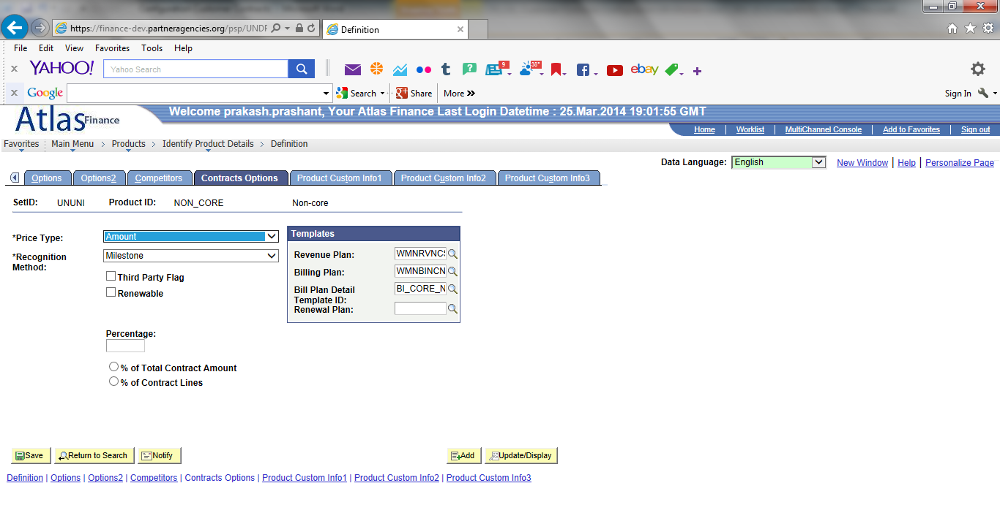 https://finance-dev.partneragencies.org/psp/UNDP
Definition
File Edit View Favorites Tools Help
x YAHOO! Yahoo Search 9 38° ebay
x Google Search Share More Sign In
Atlas Finance
Welcome prakash.prashant, Your Atlas Finance Last Login Datetime : 25.Mar.2014 19:01:55 GMT
Home | Worklist | MultiChannel Console | Add to Favorites | Sign out
Favorites Main Menu > Products > Identify Product Details > Definition
Data Language: English New Window | Help | Personalize Page
Options Options2 Competitors Contracts Options Product Custom Info1 Product Custom Info2 Product Custom Info3
SetID: UNUNI Product ID: NON_CORE Non-core
*Price Type: Amount
*Recognition Method: Milestone
Third Party Flag
Renewable
Templates
Revenue Plan: WMNRVNCS
Billing Plan: WMNBINCN
Bill Plan Detail Template ID: BI_CORE_N
Renewal Plan:
Percentage:
% of Total Contract Amount
% of Contract Lines
Save Return to Search Notify Add Update/Display
Definition | Options | Options2 | Competitors | Contracts Options | Product Custom Info1 | Product Custom Info2 | Product Custom Info3